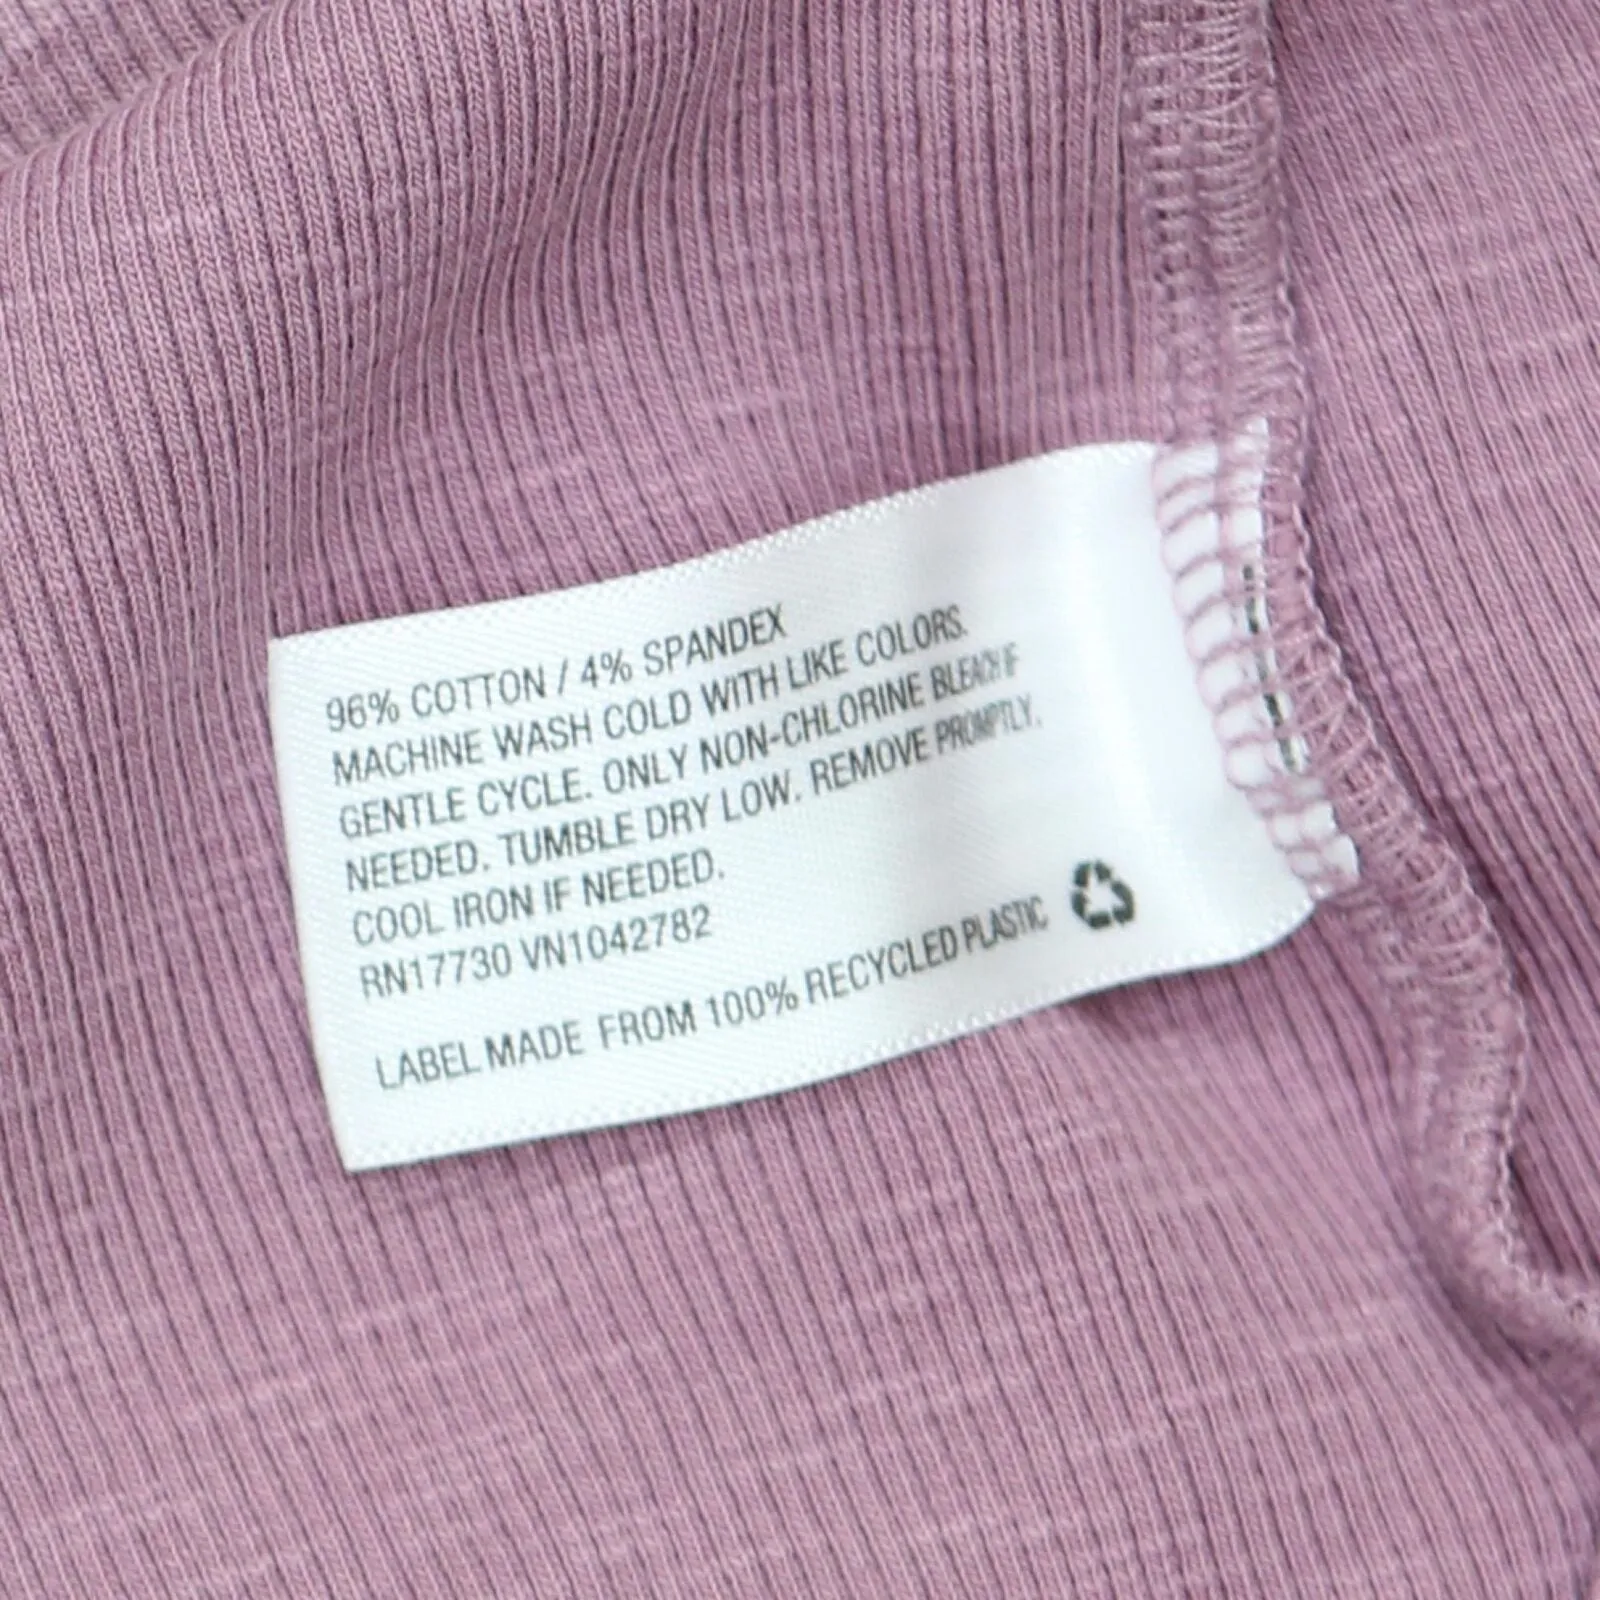 96% COTTON / 4% SPANDEX
MACHINE WASH COLD WITH LIKE COLORS.
GENTLE CYCLE. ONLY NON-CHLORINE BLEACH IF
NEEDED. TUMBLE DRY LOW. REMOVE PROMPTLY.
COOL IRON IF NEEDED.
RN17730 VN1042782
LABEL MADE FROM 100% RECYCLED PLASTIC